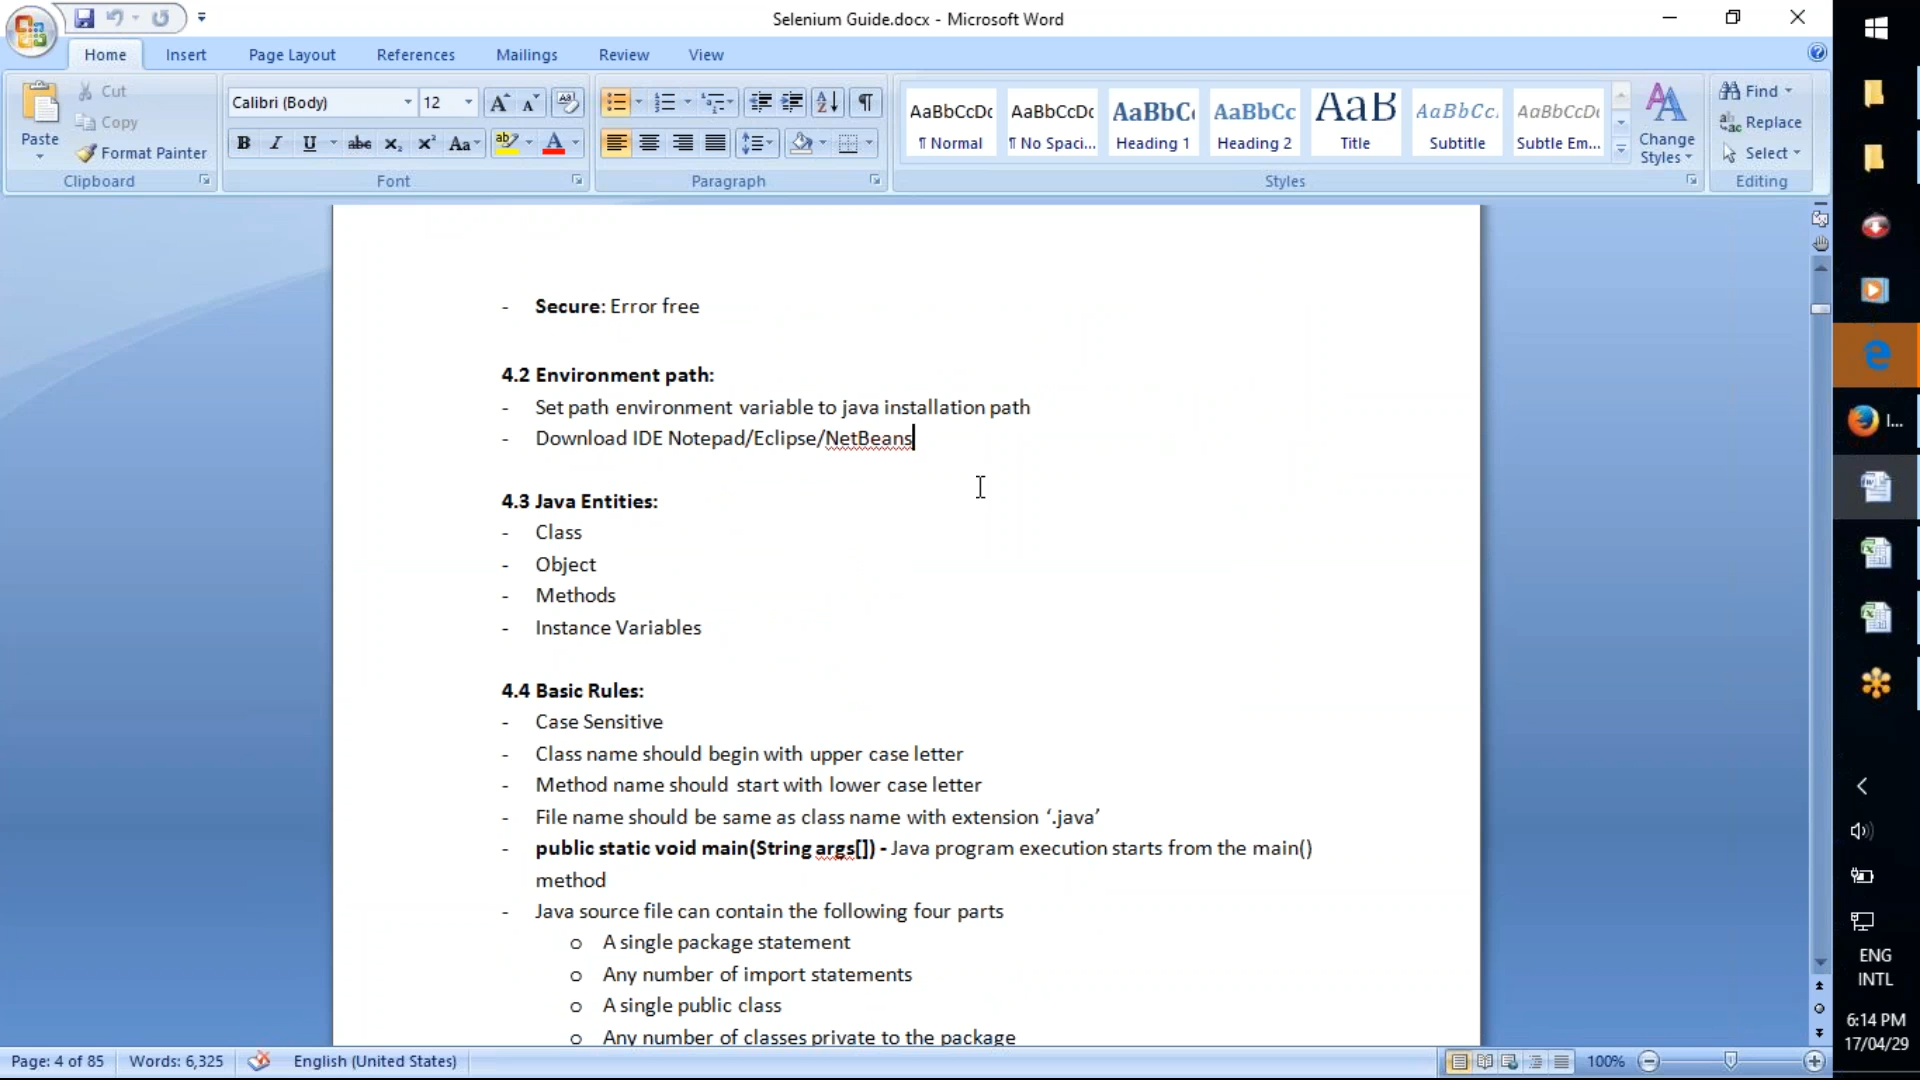 Selenium Guide.docx - Microsoft Word
Home Insert Page Layout References Mailings Review View
Paste
Cut
Copy
Format Painter
Clipboard
Calibri (Body) 12
Font
Paragraph
AaBbCcDc AaBbCcDc AaBbC AaBbCc AaB AaBbCc. AaBbCcDc
¶ Normal ¶ No Spaci... Heading 1 Heading 2 Title Subtitle Subtle Em...
Change
Styles
Styles
Find
Replace
Select
Editing
- Secure: Error free
4.2 Environment path:
- Set path environment variable to java installation path
- Download IDE Notepad/Eclipse/NetBeans
4.3 Java Entities:
- Class
- Object
- Methods
- Instance Variables
4.4 Basic Rules:
- Case Sensitive
- Class name should begin with upper case letter
- Method name should start with lower case letter
- File name should be same as class name with extension ‘.java’
- public static void main(String args[]) - Java program execution starts from the main()
method
- Java source file can contain the following four parts
o A single package statement
o Any number of import statements
o A single public class
o Any number of classes private to the package
Page: 4 of 85 Words: 6,325 English (United States) 100%
I...
ENG
INTL
6:14 PM
17/04/29